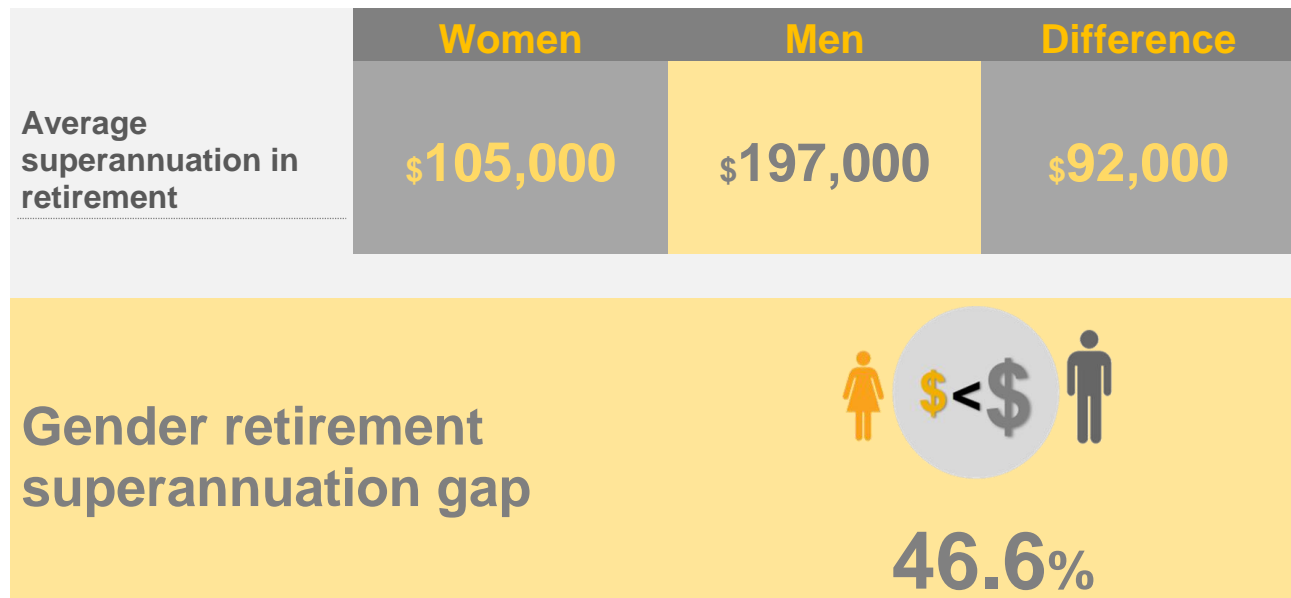 Women Men Difference
Average
superannuation in
retirement
$105,000 $197,000 $92,000
Gender retirement
superannuation gap
$<$
46.6%